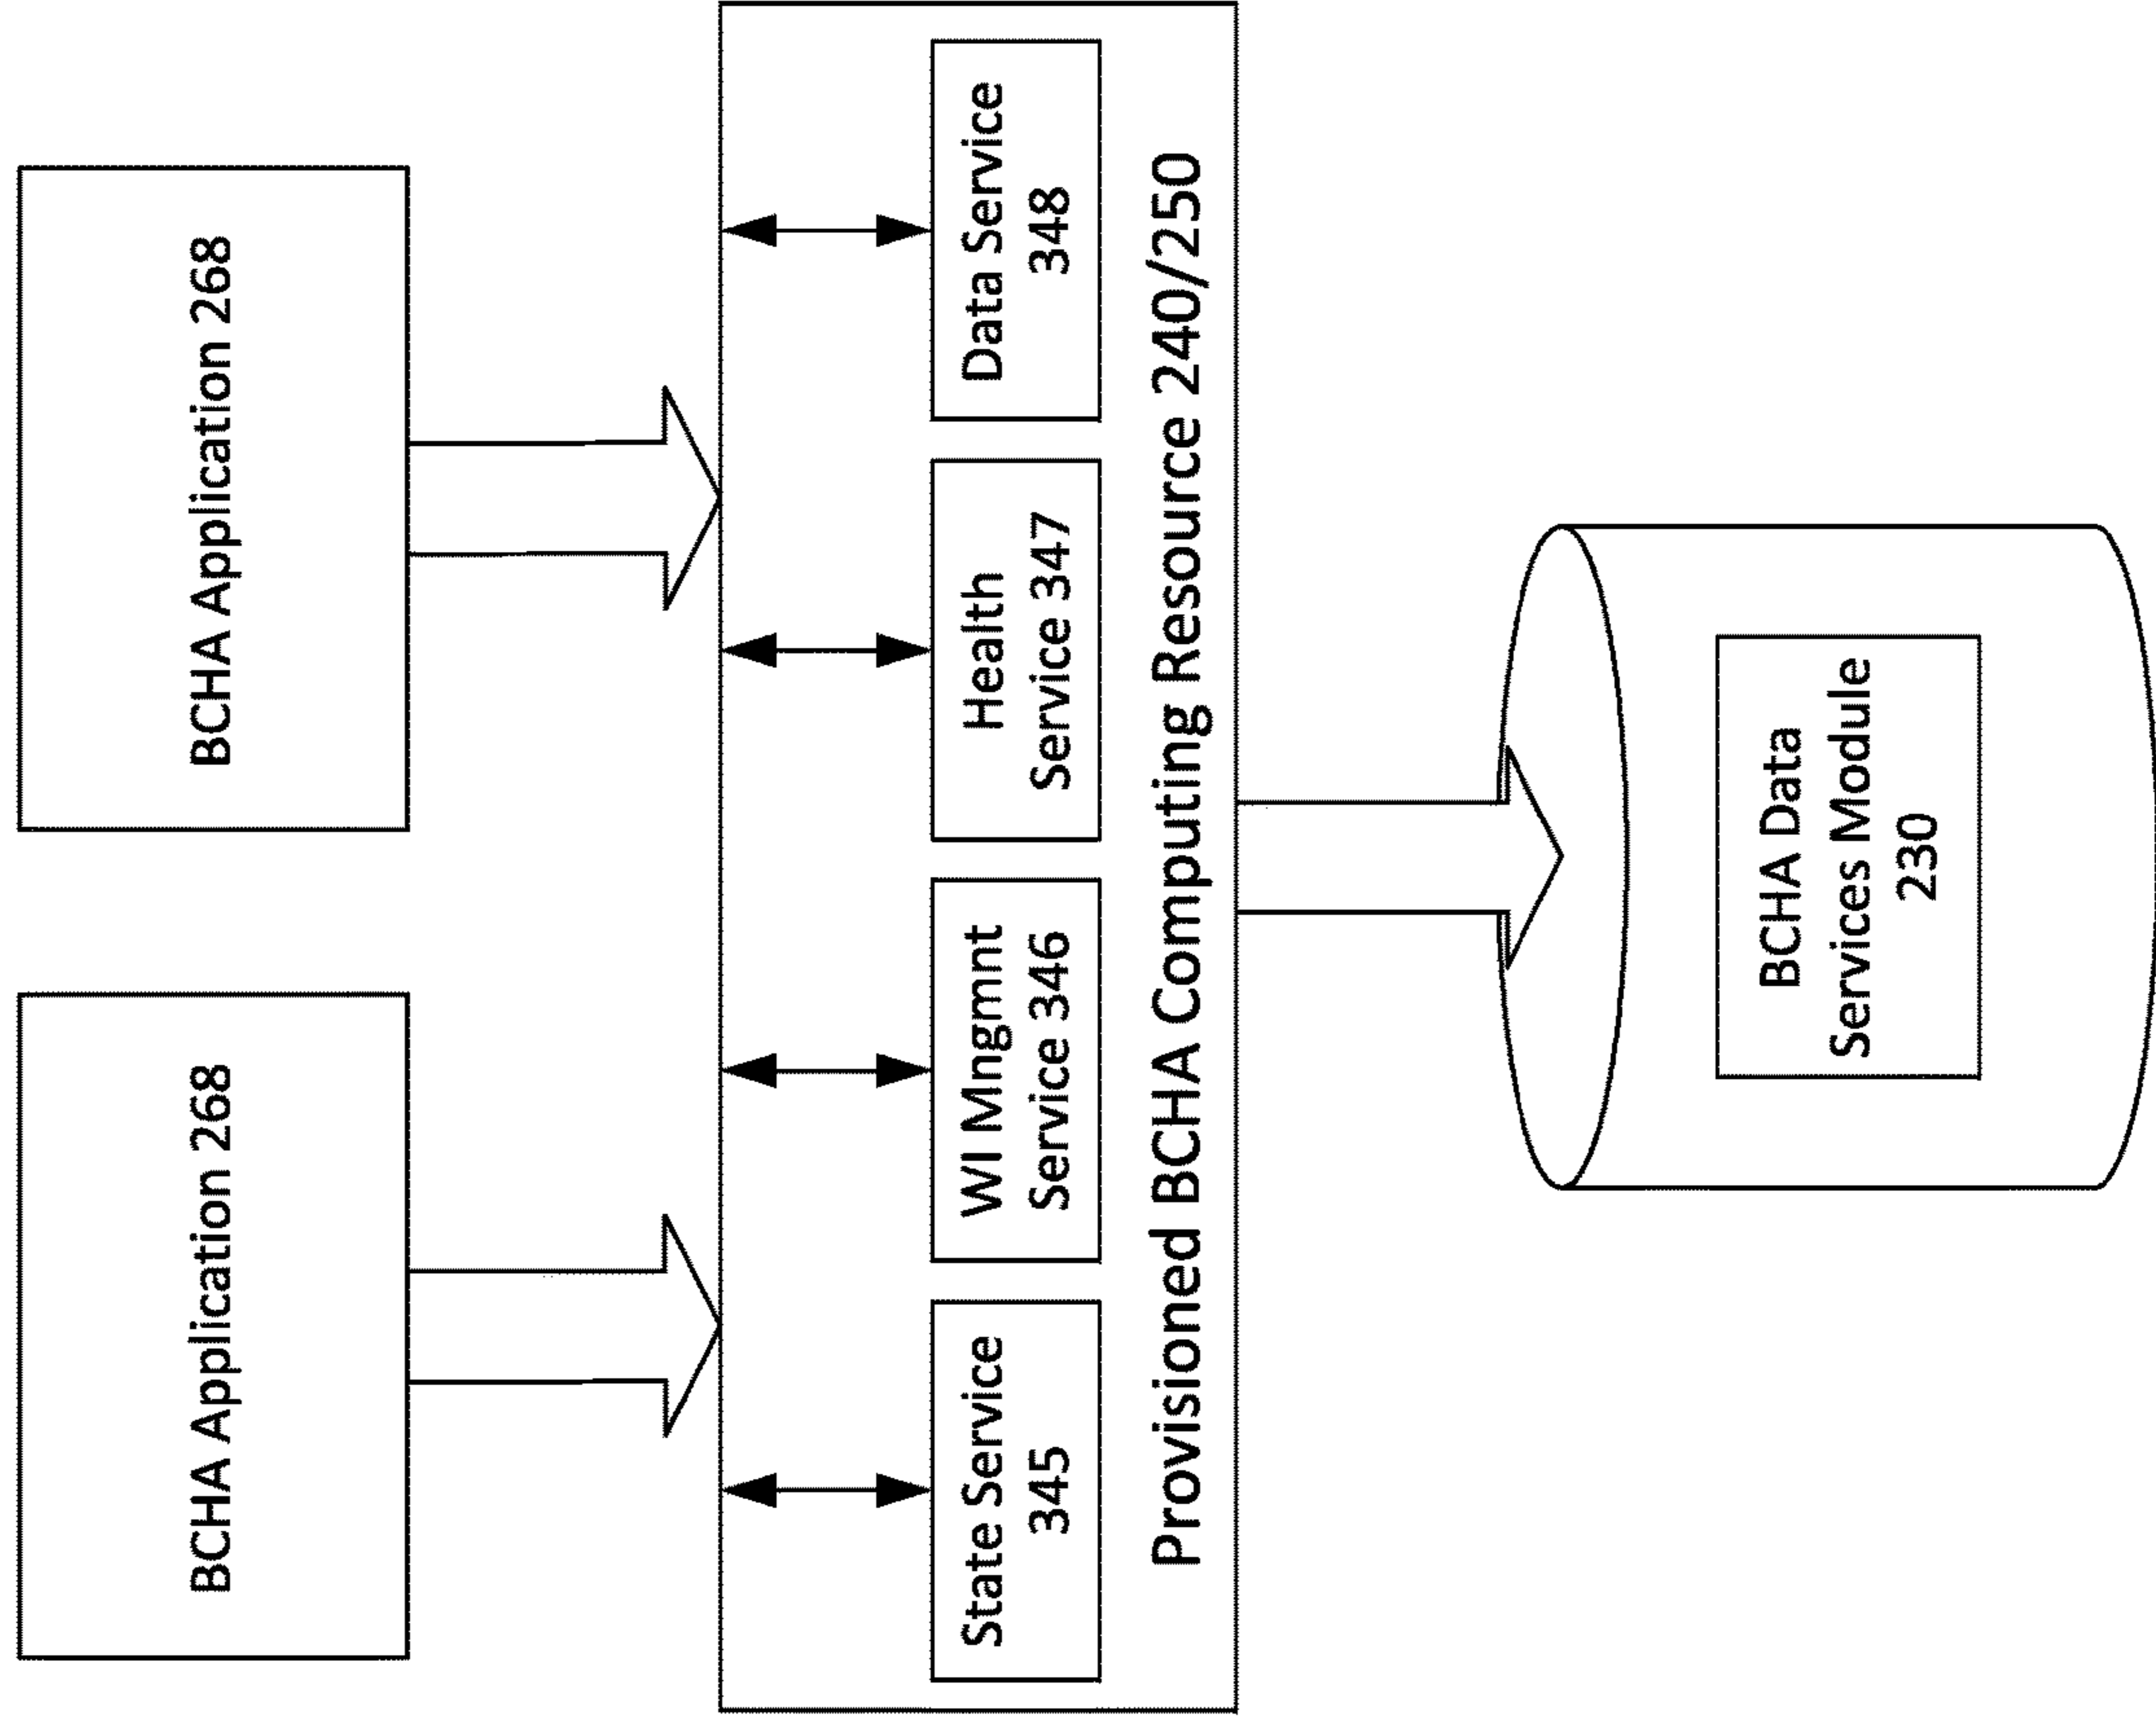 BCHA Application 268
BCHA Application 268
State Service
345
WI Mngmnt
Service 346
Health
Service 347
Data Service
348
Provisioned BCHA Computing Resource 240/250
BCHA Data
Services Module
230